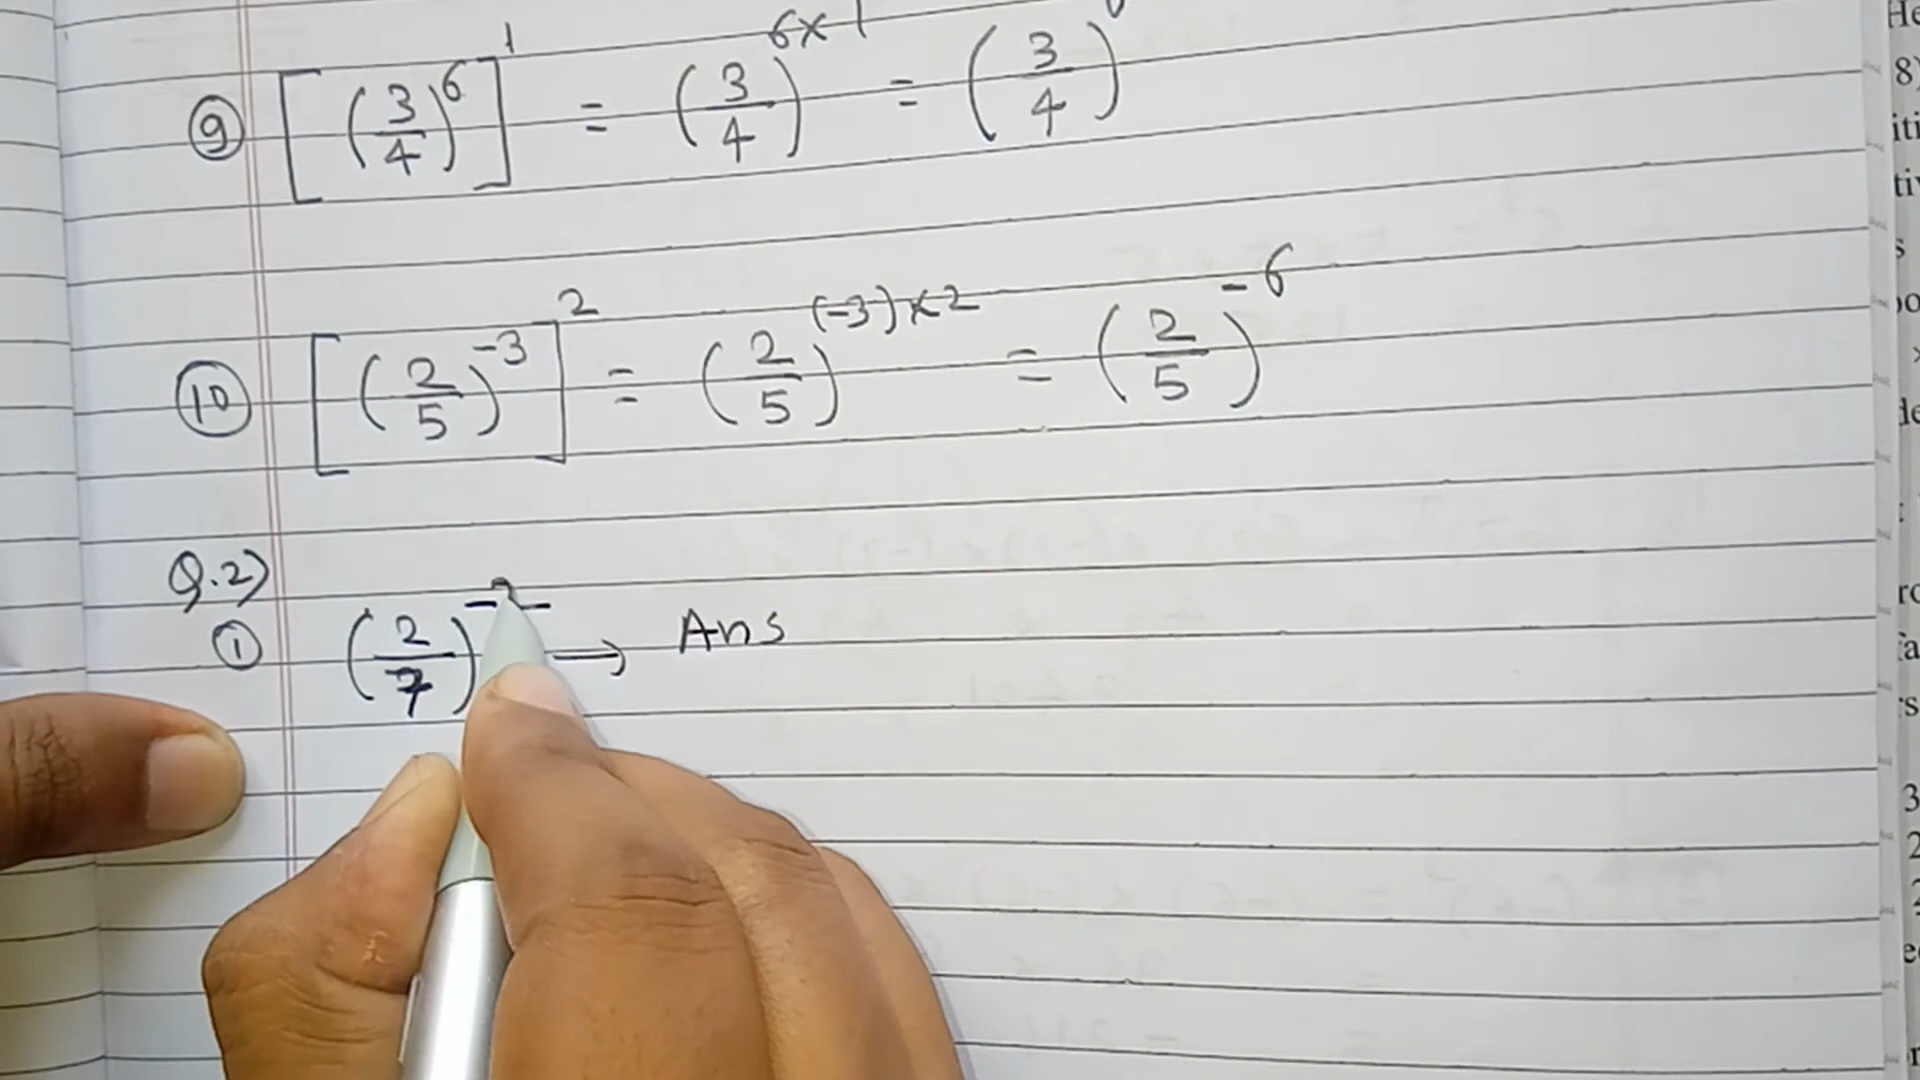 ⑨ [(3/4)^6]^1 = (3/4)^6×1 = (3/4)
⑩ [(2/5)^-3]^2 = (2/5)^(-3)×2 = (2/5)^-6
Q.2)
① (2/7)^-2 → Ans